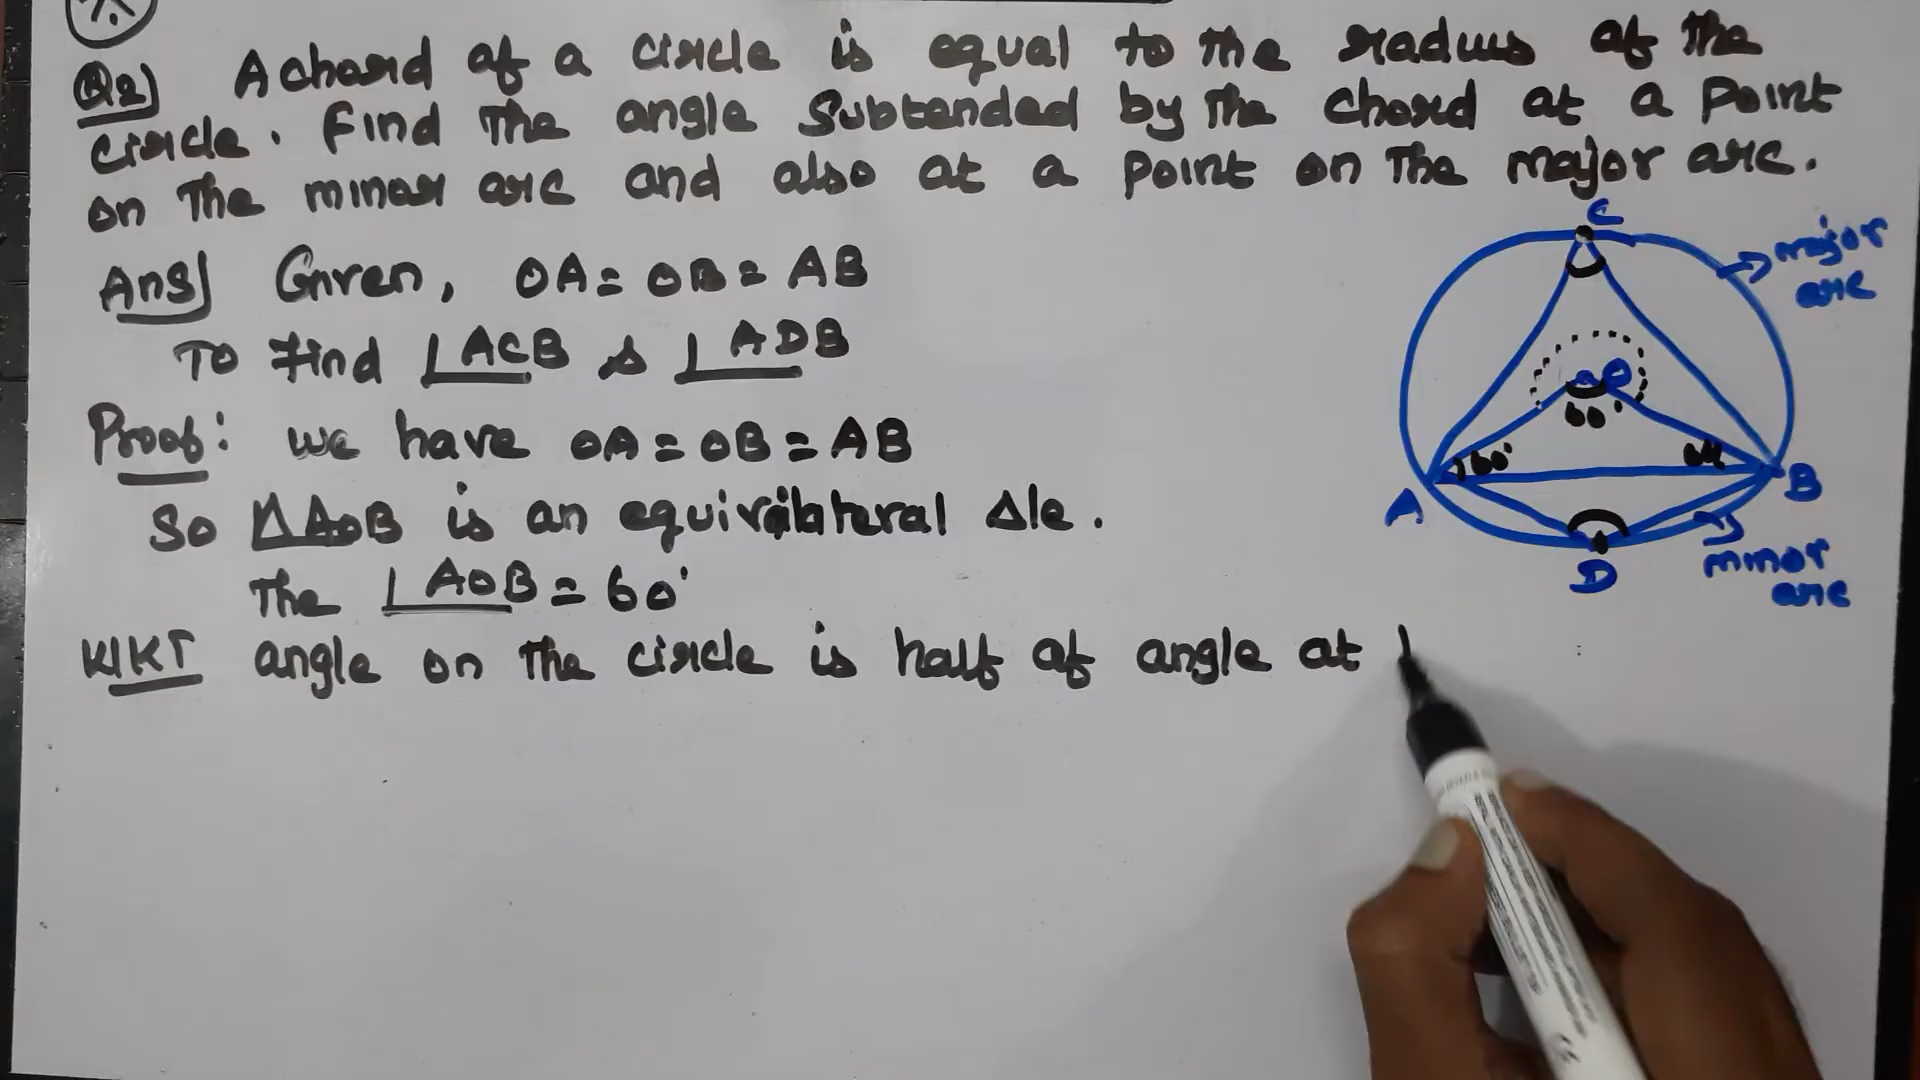 Q2) A chord of a circle is equal to the radius of the
circle. Find the angle Subtended by the chord at a point
on the minor arc and also at a point on the major arc.
Ans] Given, OA = OB = AB
To find ∠ACB & ∠ADB
Proof: we have OA = OB = AB
So ΔAOB is an equivilateral Δle.
The ∠AOB = 60°
WKT angle on the circle is half of angle at
C
major
arc
O
60°
60°
A
B
D
minor
arc